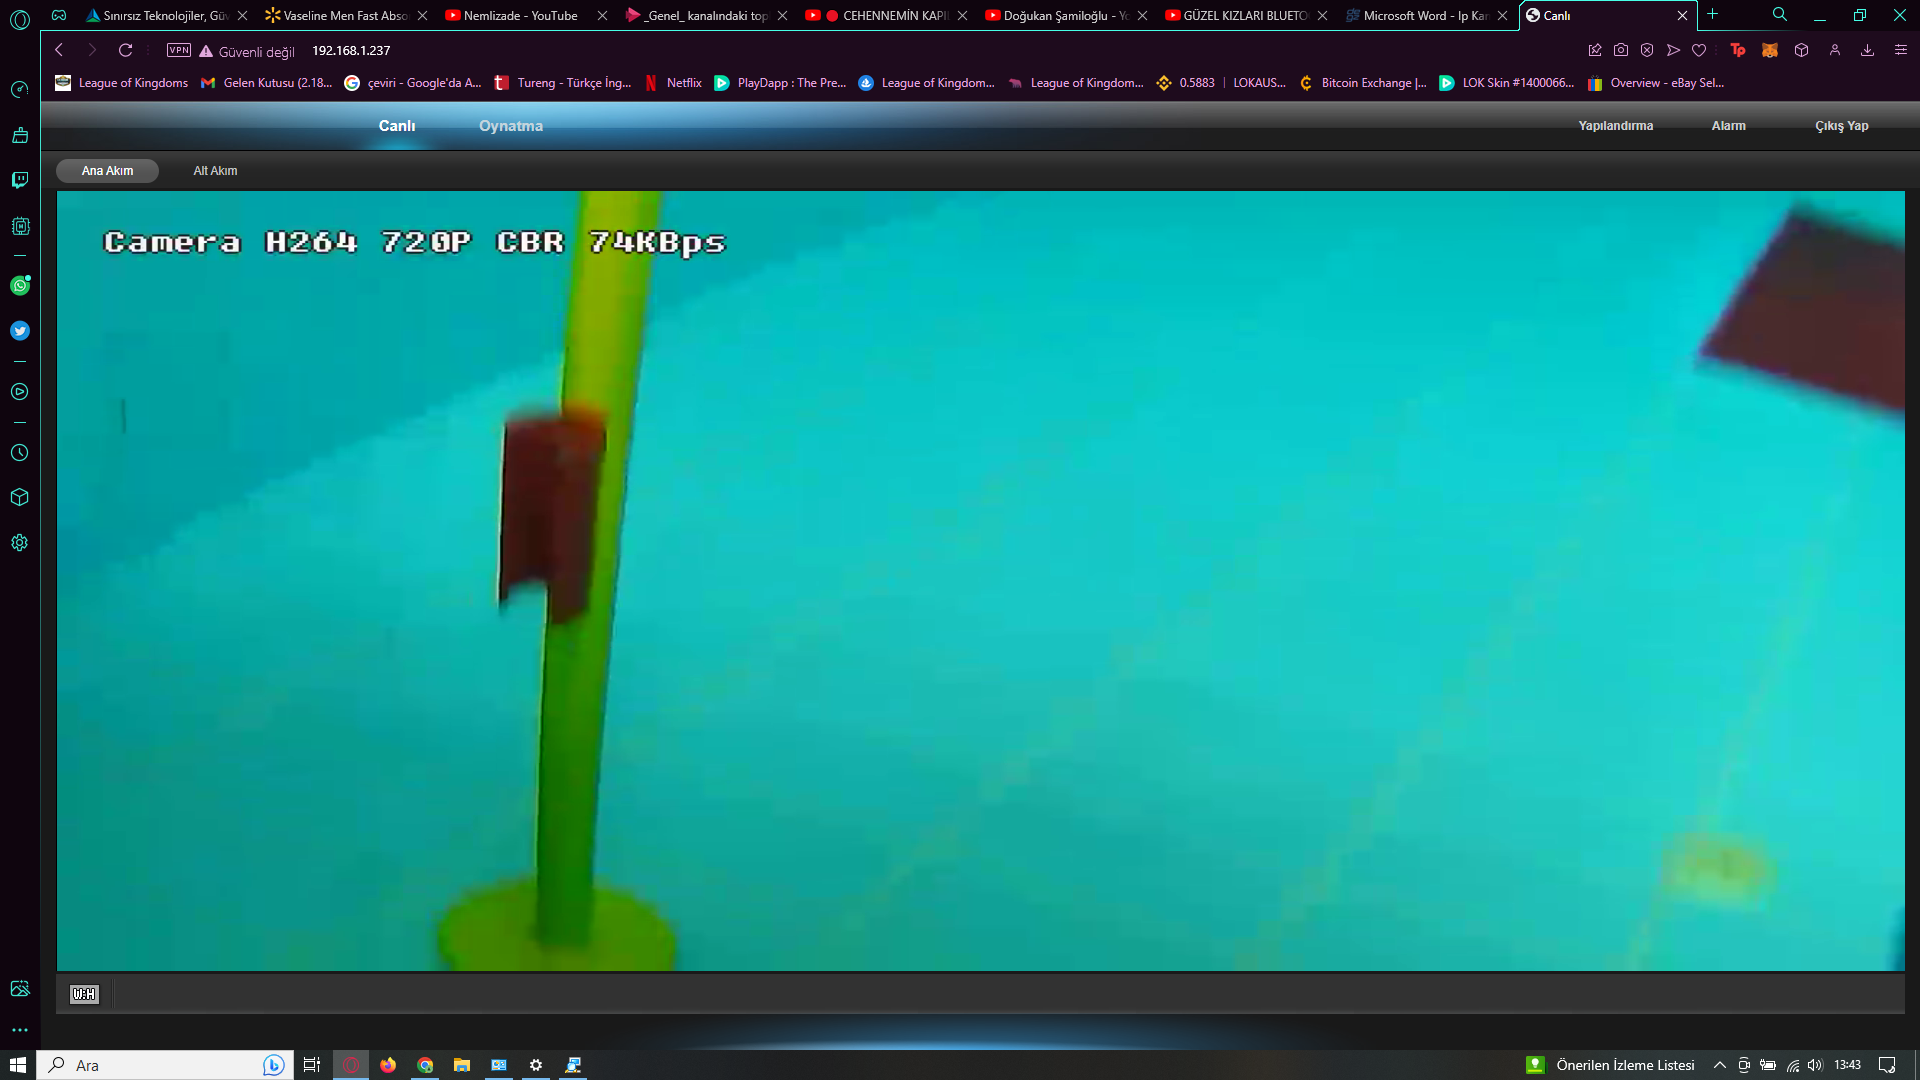 Sınırsız Teknolojiler, Gü
Vaseline Men Fast Abso
Nemlizade - YouTube
_Genel_ kanalındaki top
CEHENNEMİN KAPI
Doğukan Şamiloğlu - Yo
GÜZEL KIZLARI BLUETO
Microsoft Word - Ip Ka
Canlı
VPN
Güvenli değil
192.168.1.237
League of Kingdoms
Gelen Kutusu (2.18...
çeviri - Google'da A...
Tureng - Türkçe İng...
Netflix
PlayDapp : The Pre...
League of Kingdom...
League of Kingdom...
0.5883 | LOKAUS...
Bitcoin Exchange |...
LOK Skin #1400066...
Overview - eBay Sel...
Canlı
Oynatma
Yapılandırma
Alarm
Çıkış Yap
Ana Akım
Alt Akım
Camera H264 720P CBR 74KBps
W:H
Ara
Önerilen İzleme Listesi
13:43